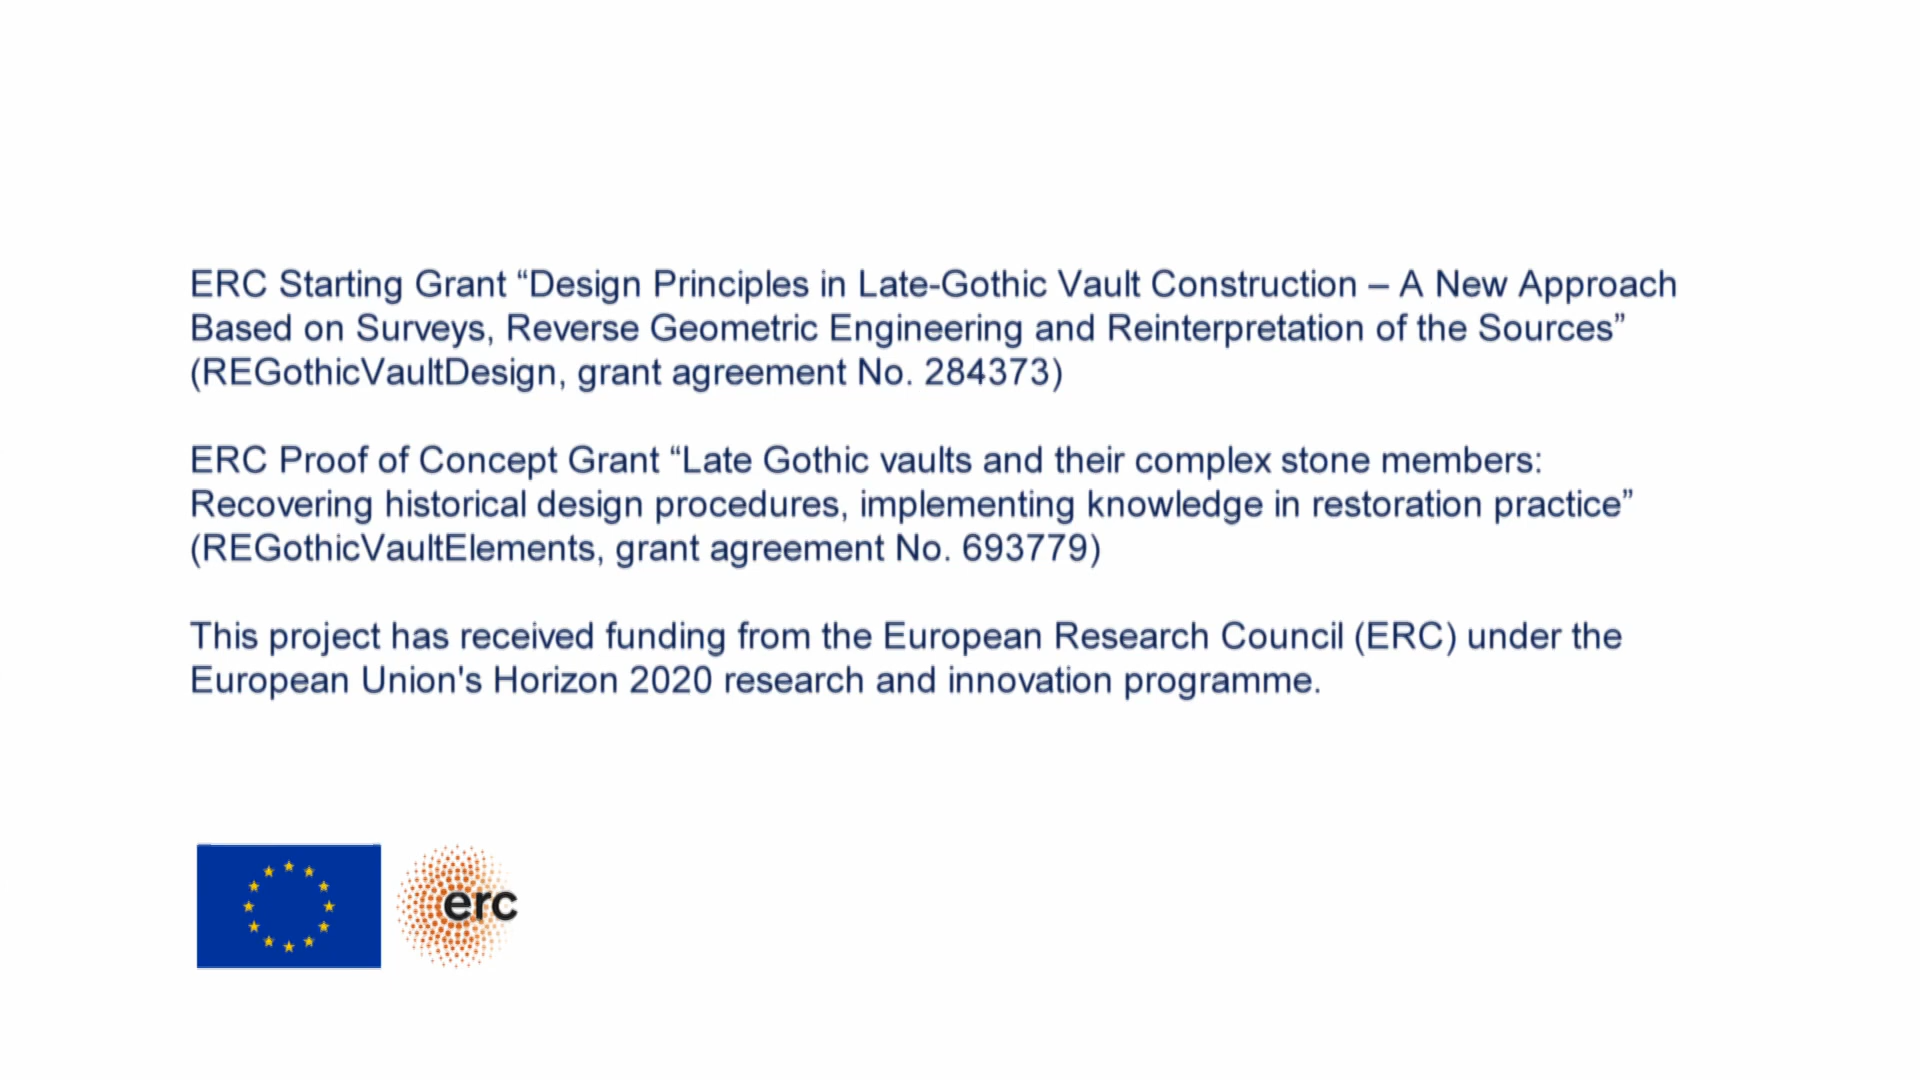 ERC Starting Grant “Design Principles in Late-Gothic Vault Construction – A New Approach
Based on Surveys, Reverse Geometric Engineering and Reinterpretation of the Sources”
(REGothicVaultDesign, grant agreement No. 284373)
ERC Proof of Concept Grant “Late Gothic vaults and their complex stone members:
Recovering historical design procedures, implementing knowledge in restoration practice”
(REGothicVaultElements, grant agreement No. 693779)
This project has received funding from the European Research Council (ERC) under the
European Union's Horizon 2020 research and innovation programme.
erc